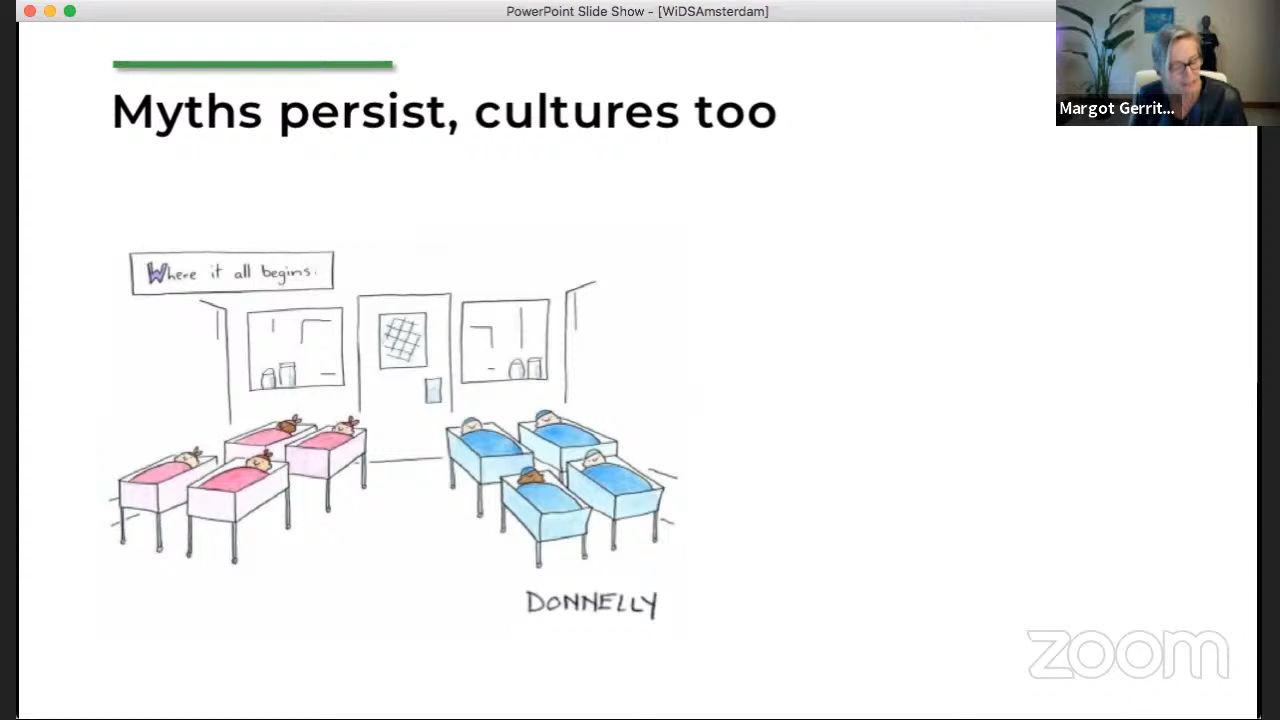 PowerPoint Slide Show - [WiDSAmsterdam]
Myths persist, cultures too
Margot Gerrit...
Where it all begins.
DONNELLY
zoom